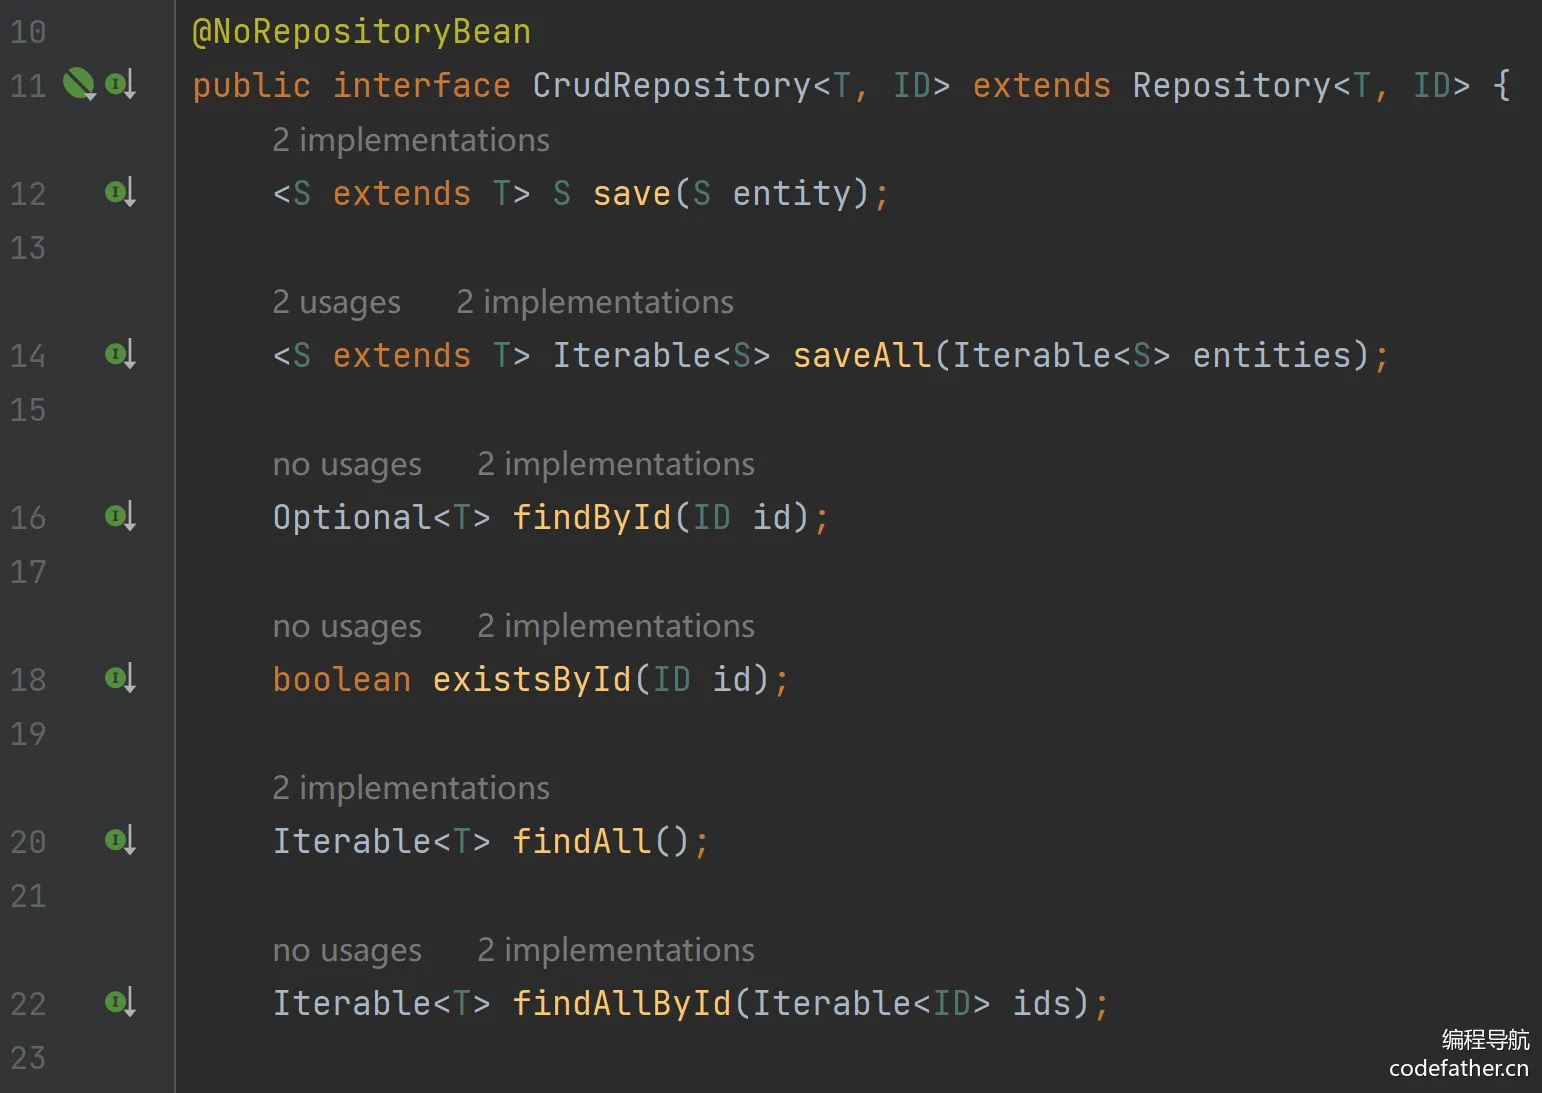 10 @NoRepositoryBean
11 public interface CrudRepository<T, ID> extends Repository<T, ID> {
2 implementations
12 <S extends T> S save(S entity);
13
2 usages 2 implementations
14 <S extends T> Iterable<S> saveAll(Iterable<S> entities);
15
no usages 2 implementations
16 Optional<T> findById(ID id);
17
no usages 2 implementations
18 boolean existsById(ID id);
19
2 implementations
20 Iterable<T> findAll();
21
no usages 2 implementations
22 Iterable<T> findAllById(Iterable<ID> ids);
23
编程导航
codefather.cn